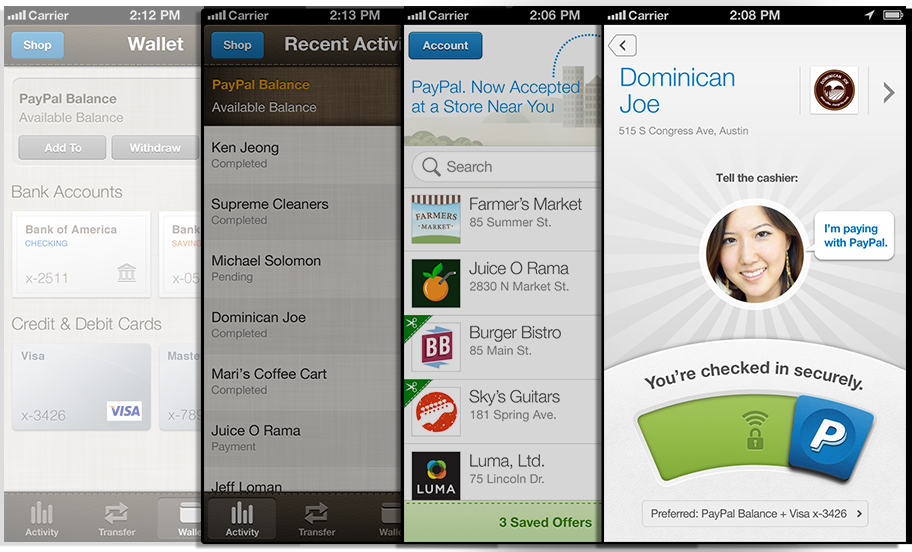 Carrier 2:12 PM
Shop Wallet
PayPal Balance
Available Balance
Add To Withdraw
Bank Accounts
Bank of America
CHECKING
x-2511
Bank
SAVING
x-05
Credit & Debit Cards
Visa
x-3426 VISA
Maste
x-789
Activity Transfer Walle
Carrier 2:13 PM
Shop Recent Activi
PayPal Balance
Available Balance
Ken Jeong
Completed
Supreme Cleaners
Completed
Michael Solomon
Pending
Dominican Joe
Completed
Mari's Coffee Cart
Completed
Juice O Rama
Payment
Jeff Loman
Activity Transfer Wal
Carrier 2:06 PM
Account
PayPal. Now Accepted
at a Store Near You
Search
FARMERS
MARKET
Farmer's Market
85 Summer St.
Juice O Rama
2830 N Market St.
BB
Burger Bistro
85 Main St.
Sky's Guitars
181 Spring Ave.
LUMA
Luma, Ltd.
75 Lincoln Dr.
3 Saved Offers
Carrier 2:08 PM
Dominican
Joe
515 S Congress Ave, Austin
DOMINICAN
JOE
Tell the cashier:
I'm paying
with PayPal.
You're checked in securely.
P
Preferred: PayPal Balance + Visa x-3426